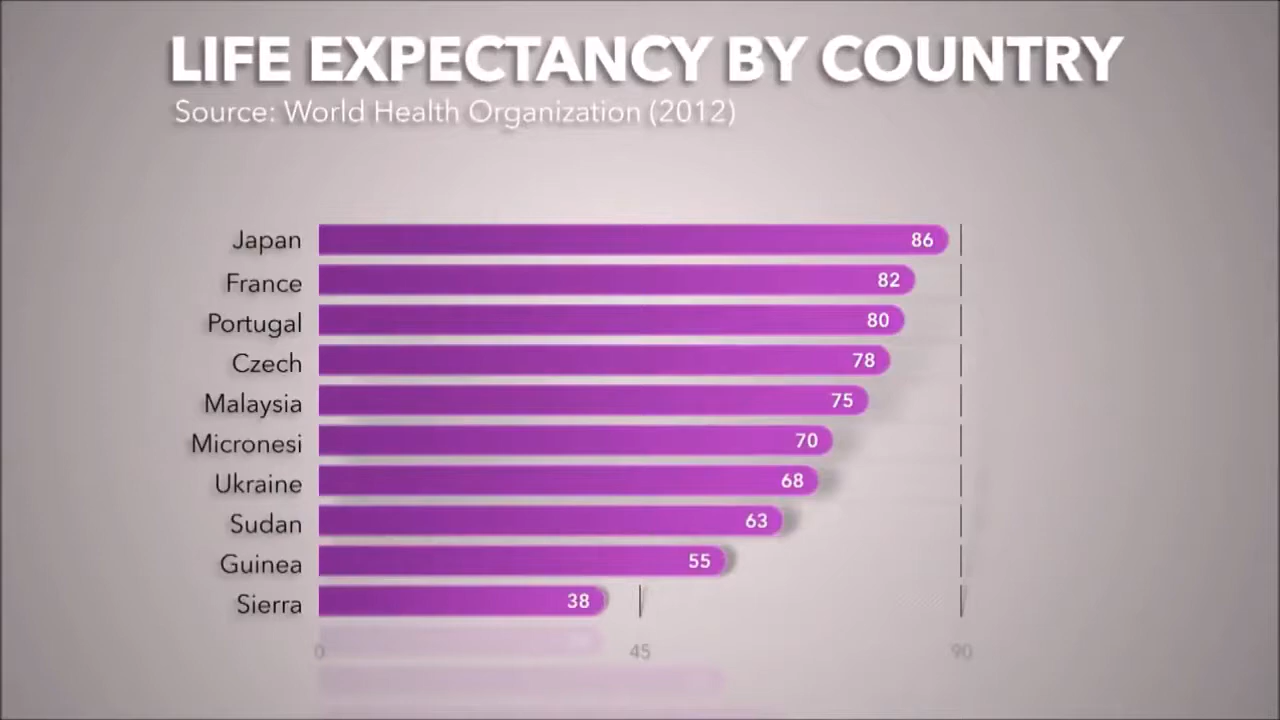 LIFE EXPECTANCY BY COUNTRY
Source: World Health Organization (2012)
Japan 86
France 82
Portugal 80
Czech 78
Malaysia 75
Micronesi 70
Ukraine 68
Sudan 63
Guinea 55
Sierra 38
0 45 90